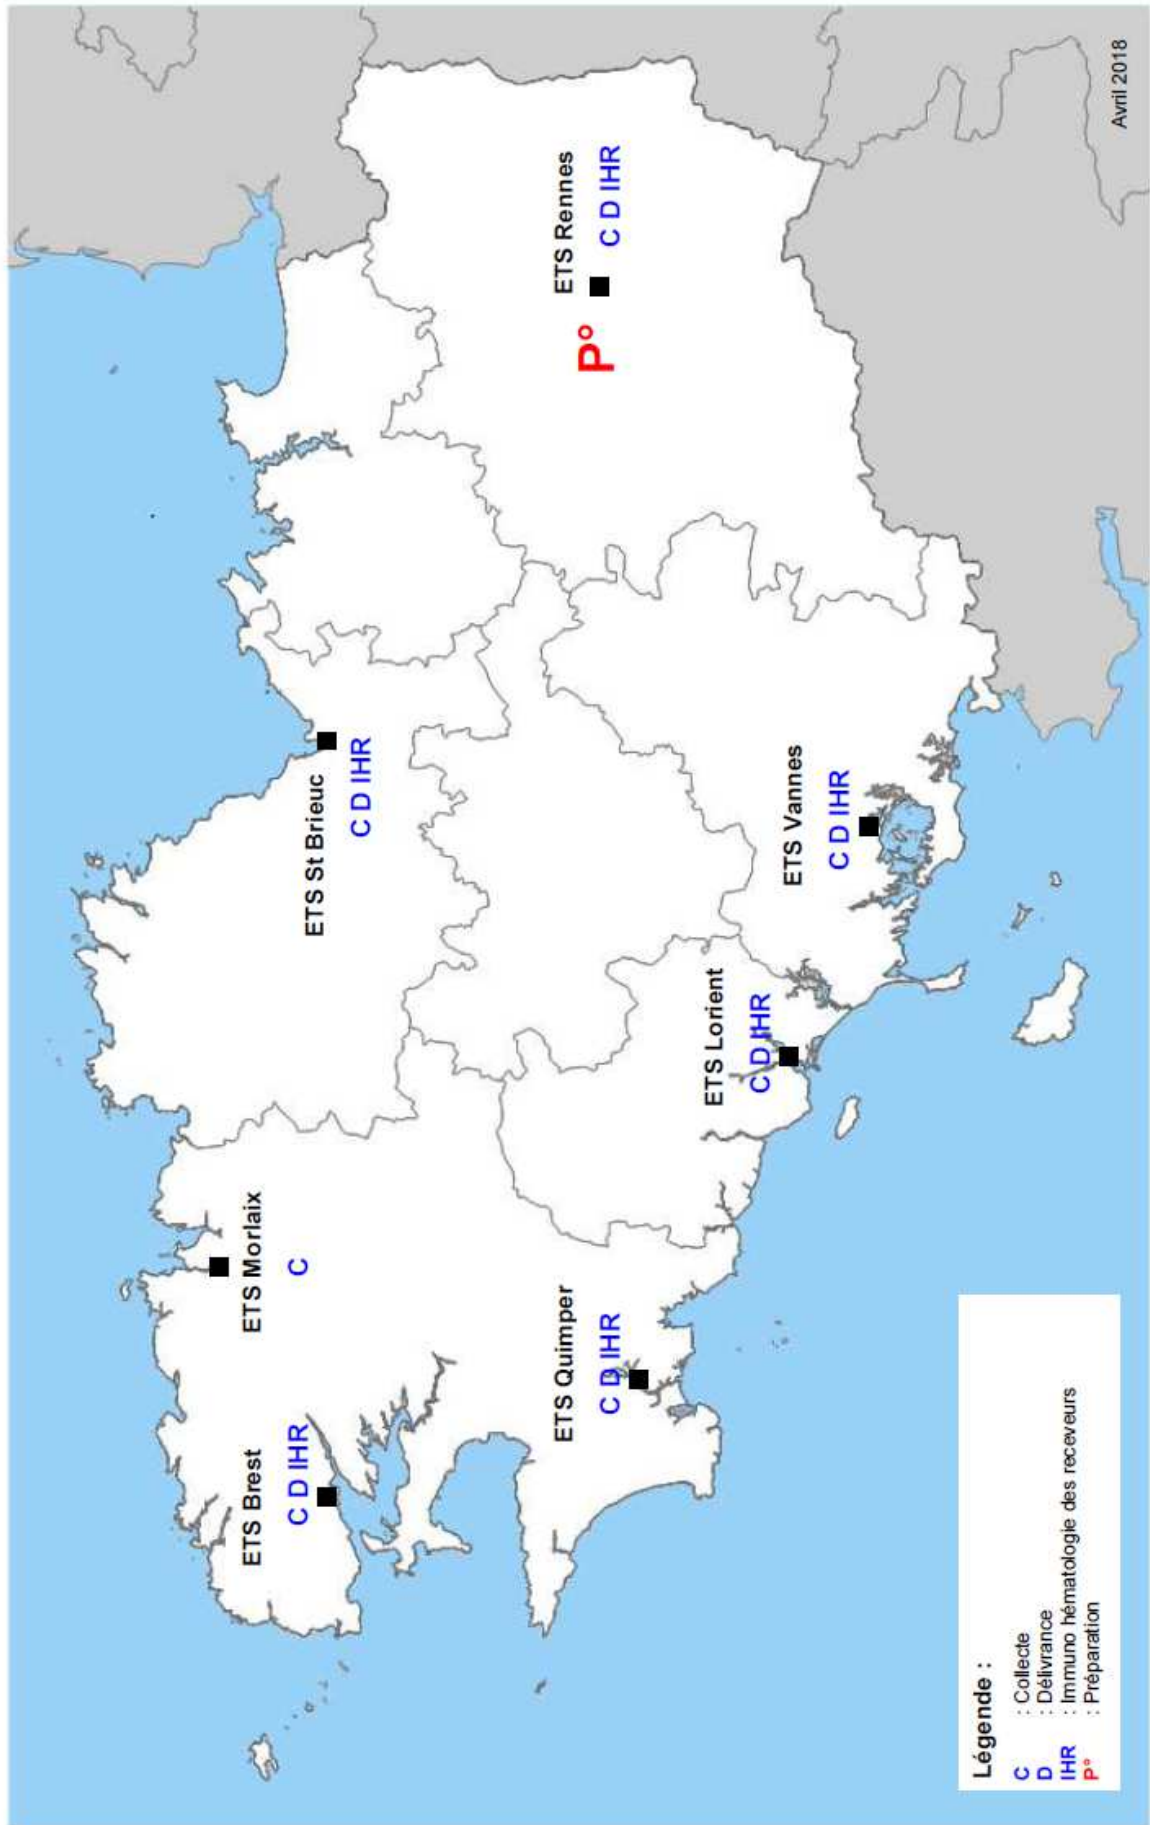 ETS Morlaix
C
ETS Brest
C D IHR
ETS St Brieuc
C D IHR
ETS Rennes
P° C D IHR
ETS Quimper
C D IHR
ETS Lorient
C D IHR
ETS Vannes
C D IHR
Légende :
C : Collecte
D : Délivrance
IHR : Immuno hématologie des receveurs
P° : Préparation
Avril 2018